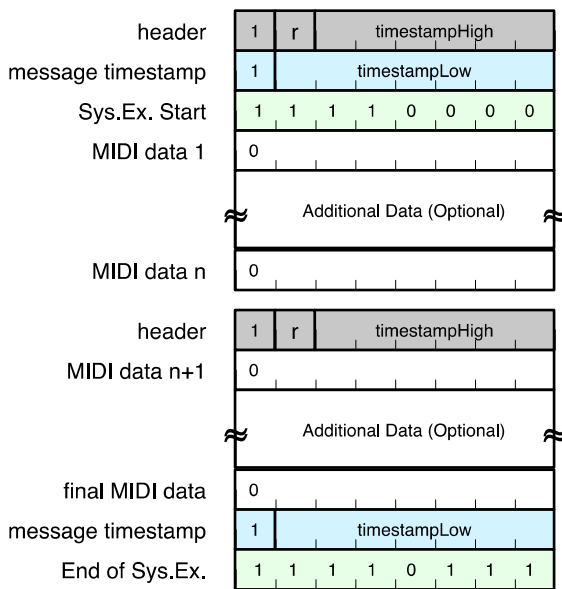 header 1 r timestampHigh
message timestamp 1 timestampLow
Sys.Ex. Start 1 1 1 1 0 0 0 0
MIDI data 1 0
Additional Data (Optional)
MIDI data n 0
header 1 r timestampHigh
MIDI data n+1 0
Additional Data (Optional)
final MIDI data 0
message timestamp 1 timestampLow
End of Sys.Ex. 1 1 1 1 0 1 1 1